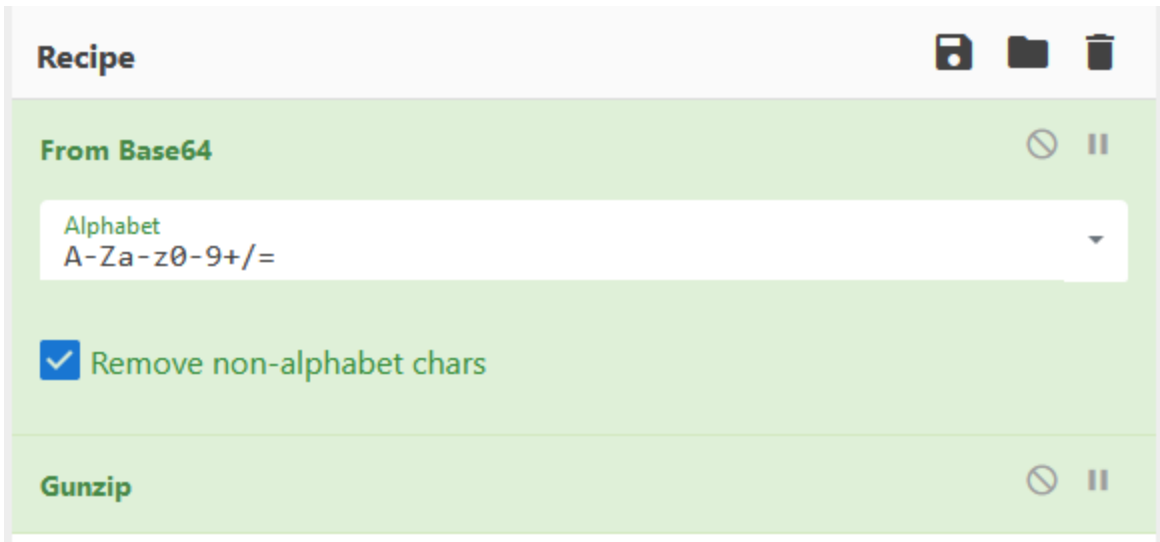 Recipe
From Base64
Alphabet
A-Za-z0-9+/=
Remove non-alphabet chars
Gunzip